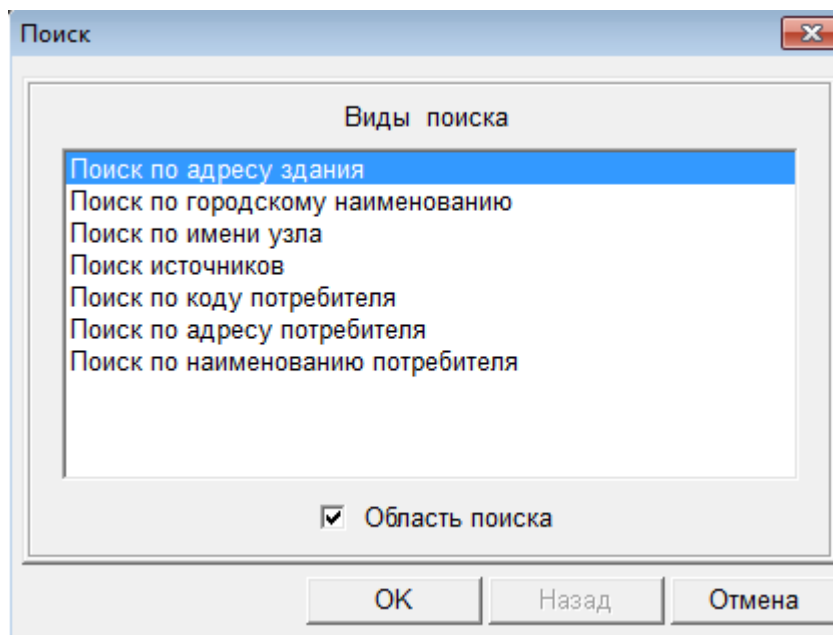 Поиск
Виды поиска
Поиск по адресу здания
Поиск по городскому наименованию
Поиск по имени узла
Поиск источников
Поиск по коду потребителя
Поиск по адресу потребителя
Поиск по наименованию потребителя
Область поиска
OK Назад Отмена